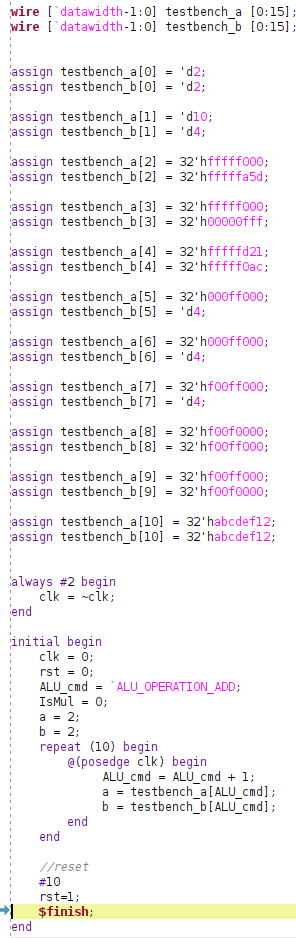 wire [`datawidth-1:0] testbench_a [0:15];
wire [`datawidth-1:0] testbench_b [0:15];
assign testbench_a[0] = 'd2;
assign testbench_b[0] = 'd2;
assign testbench_a[1] = 'd10;
assign testbench_b[1] = 'd4;
assign testbench_a[2] = 32'hfffff000;
assign testbench_b[2] = 32'hfffffa5d;
assign testbench_a[3] = 32'hfffff000;
assign testbench_b[3] = 32'h00000fff;
assign testbench_a[4] = 32'hfffffd21;
assign testbench_b[4] = 32'hfffff0ac;
assign testbench_a[5] = 32'h000ff000;
assign testbench_b[5] = 'd4;
assign testbench_a[6] = 32'h000ff000;
assign testbench_b[6] = 'd4;
assign testbench_a[7] = 32'hf00ff000;
assign testbench_b[7] = 'd4;
assign testbench_a[8] = 32'hf00f0000;
assign testbench_b[8] = 32'hf00ff000;
assign testbench_a[9] = 32'hf00ff000;
assign testbench_b[9] = 32'hf00f0000;
assign testbench_a[10] = 32'habcdef12;
assign testbench_b[10] = 32'habcdef12;
always #2 begin
clk = ~clk;
end
initial begin
clk = 0;
rst = 0;
ALU_cmd = `ALU_OPERATION_ADD;
IsMul = 0;
a = 2;
b = 2;
repeat (10) begin
@(posedge clk) begin
ALU_cmd = ALU_cmd + 1;
a = testbench_a[ALU_cmd];
b = testbench_b[ALU_cmd];
end
end
//reset
#10
rst=1;
$finish;
end